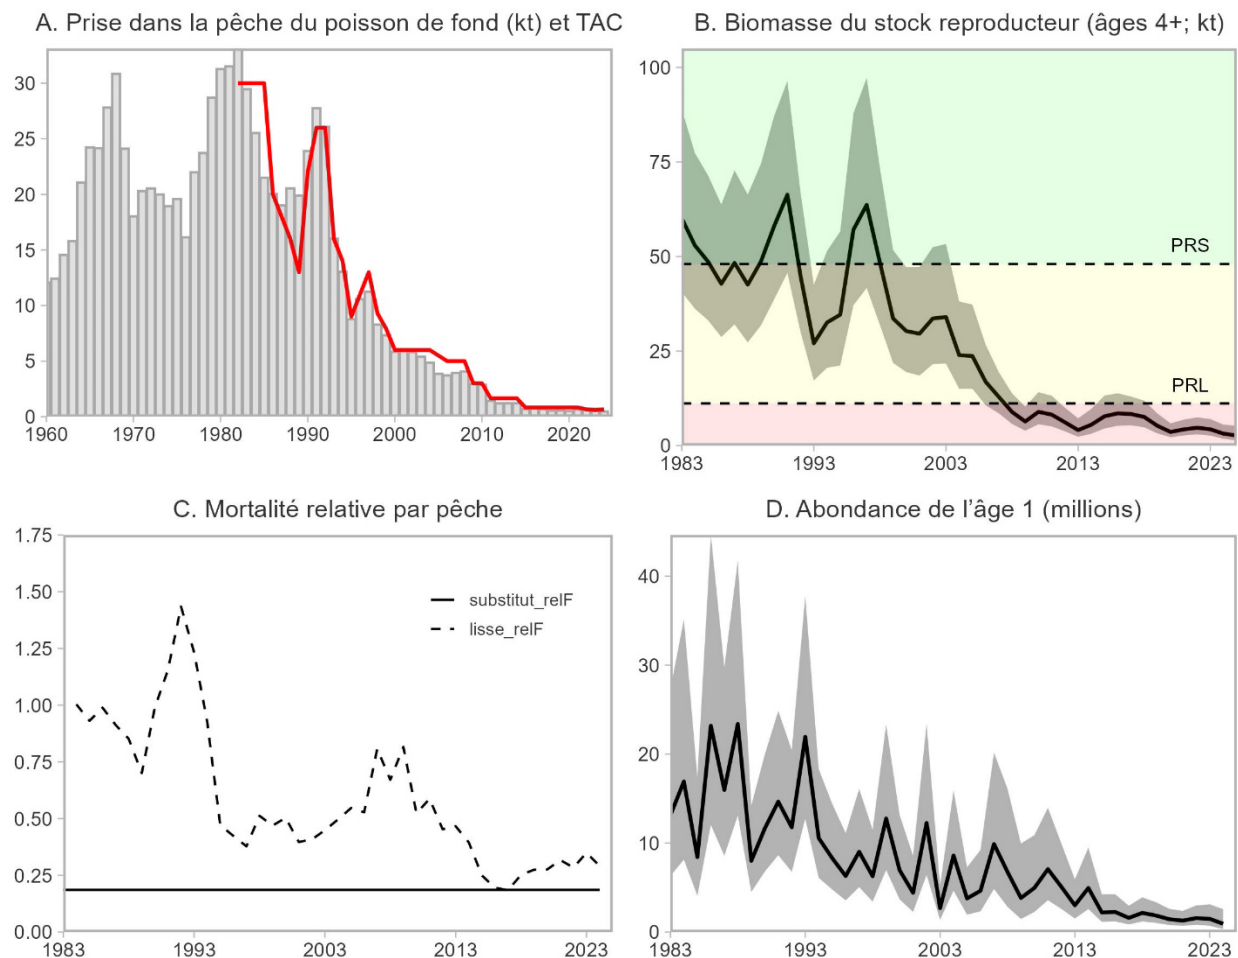 A. Prise dans la pêche du poisson de fond (kt) et TAC
30
25
20
15
10
5
0
1960 1970 1980 1990 2000 2010 2020
B. Biomasse du stock reproducteur (âges 4+; kt)
100
75
50
25
0
PRS
PRL
1983 1993 2003 2013 2023
C. Mortalité relative par pêche
1.75
1.50
1.25
1.00
0.75
0.50
0.25
0.00
substitut_relF
lisse_relF
1983 1993 2003 2013 2023
D. Abondance de l’âge 1 (millions)
40
30
20
10
0
1983 1993 2003 2013 2023